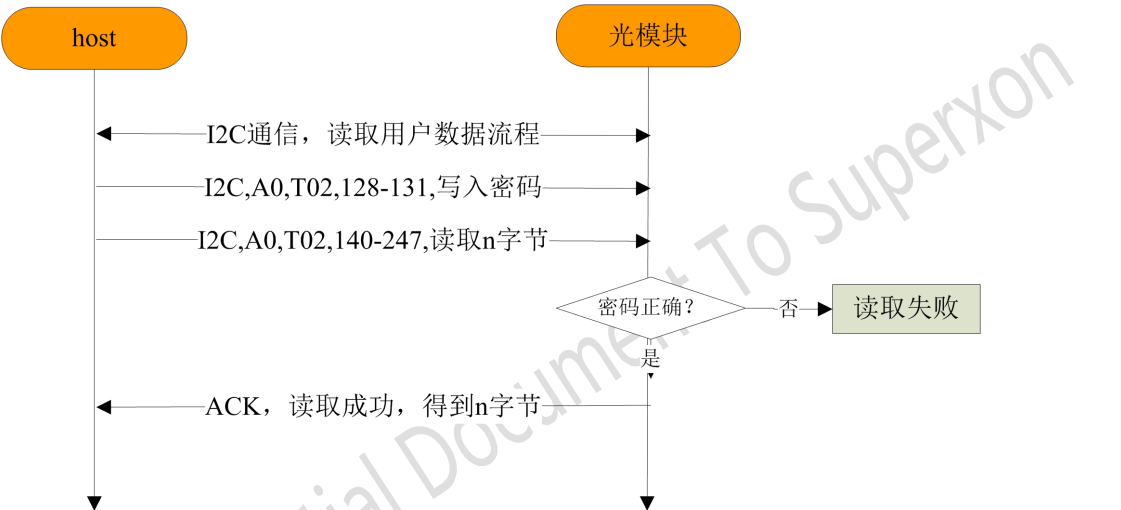 host
光模块
I2C通信，读取用户数据流程
I2C,A0,T02,128-131,写入密码
I2C,A0,T02,140-247,读取n字节
密码正确？
否
读取失败
是
ACK，读取成功，得到n字节
Document To Superxon